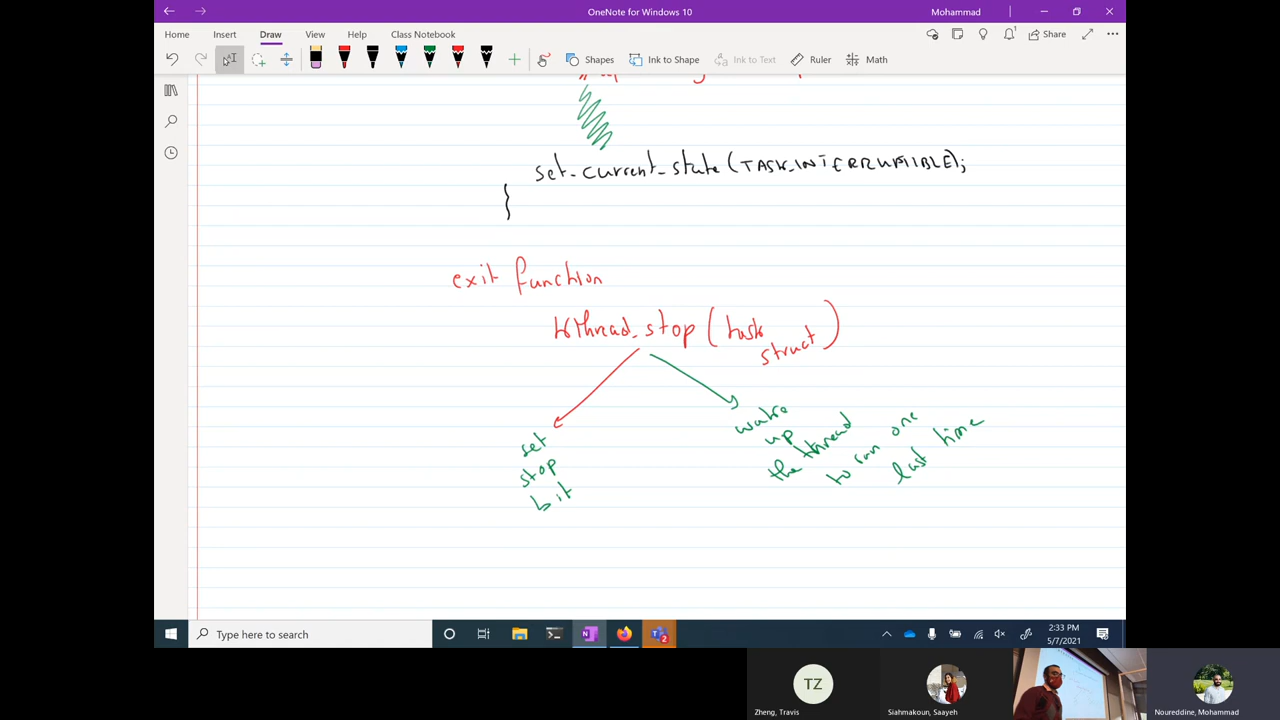 OneNote for Windows 10
Mohammad
Home Insert Draw View Help Class Notebook
Share
Shapes Ink to Shape Ink to Text Ruler Math
set_current_state (TASK_INTERRUPTIBLE);
}
exit function
kthread_stop (task struct)
set
stop
bit
wake
up
the thread
to run one
last time
Type here to search
2
2:33 PM
5/7/2021
TZ
Zheng, Travis
Siahmakoun, Saayeh
Noureddine, Mohammad